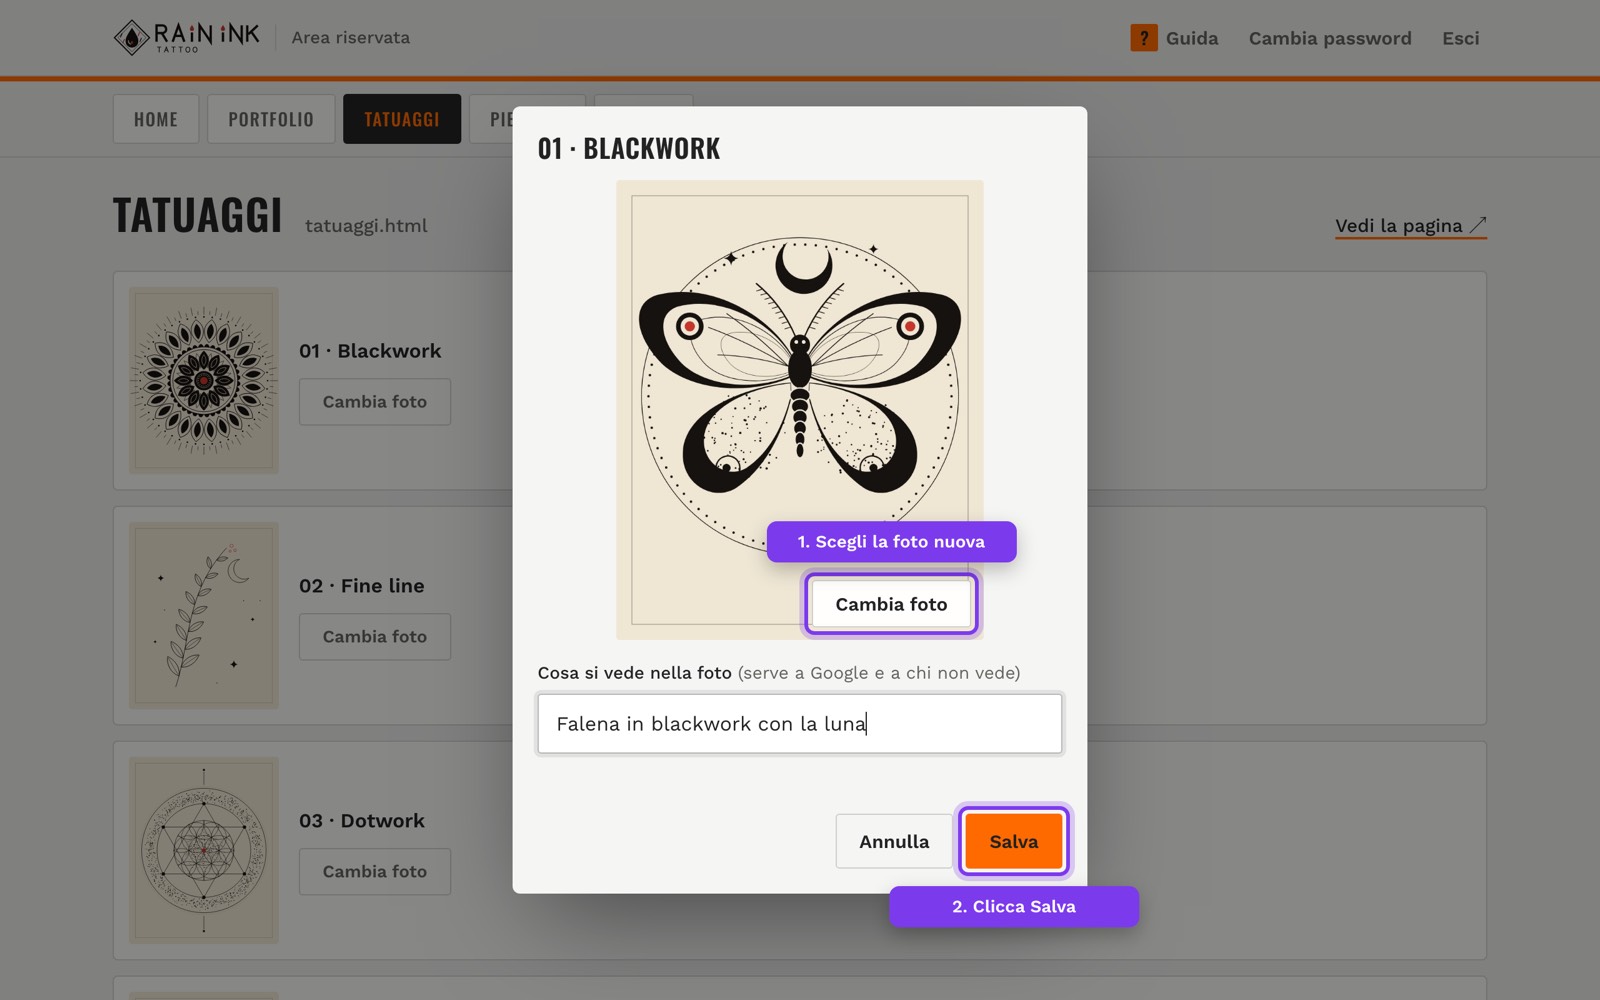 RAiN iNK
TATTOO
Area riservata
? Guida
Cambia password
Esci
HOME
PORTFOLIO
TATUAGGI
PIE
TATUAGGI
tatuaggi.html
Vedi la pagina
01 · Blackwork
Cambia foto
02 · Fine line
Cambia foto
03 · Dotwork
Cambia foto
01 · BLACKWORK
1. Scegli la foto nuova
Cambia foto
Cosa si vede nella foto (serve a Google e a chi non vede)
Falena in blackwork con la luna
Annulla
Salva
2. Clicca Salva